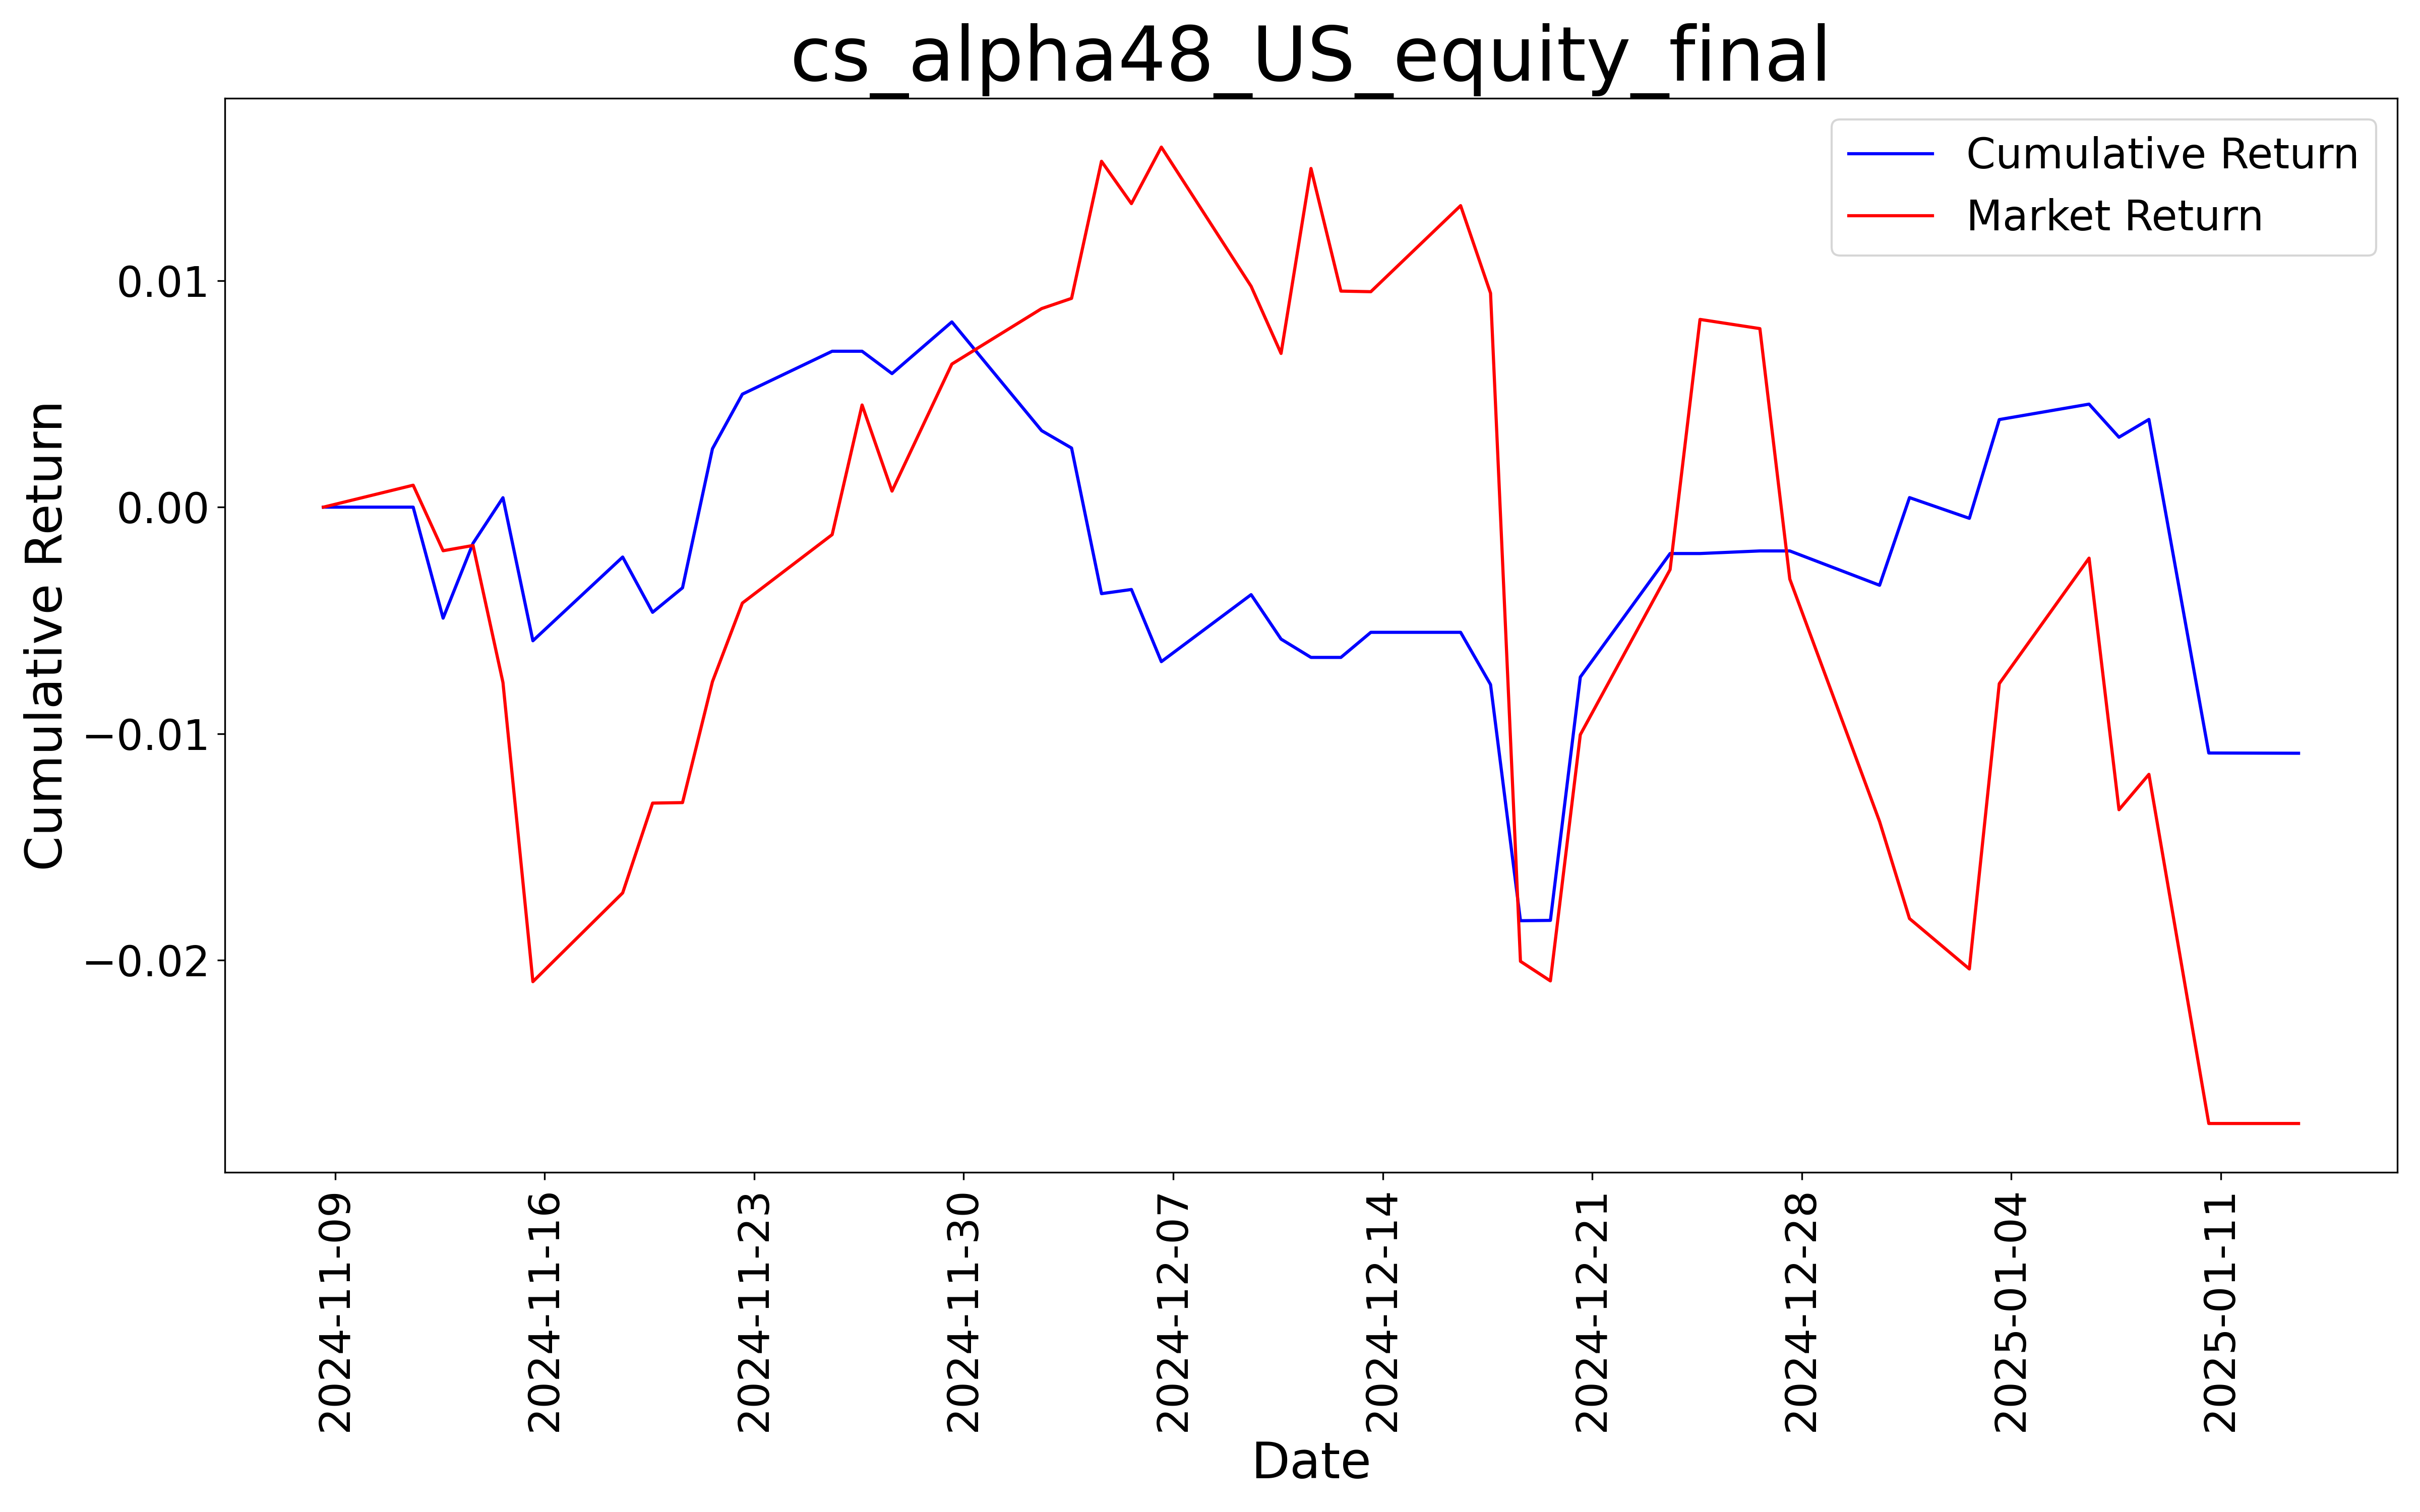 cs_alpha48_US_equity_final
Cumulative Return
Market Return
Cumulative Return
0.01
0.00
−0.01
−0.02
2024-11-09
2024-11-16
2024-11-23
2024-11-30
2024-12-07
2024-12-14
2024-12-21
2024-12-28
2025-01-04
2025-01-11
Date